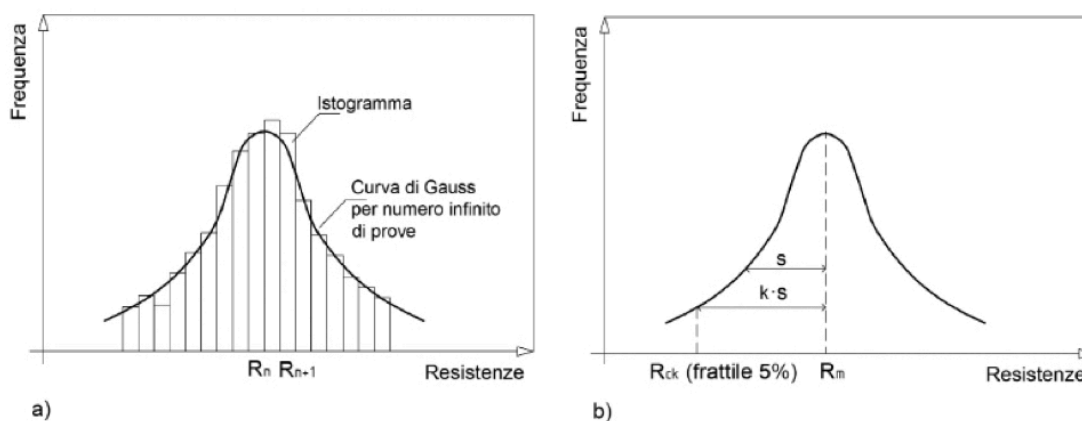 Frequenza
Istogramma
Curva di Gauss
per numero infinito
di prove
Rn Rn+1
Resistenze
a)
Frequenza
s
k·s
Rck (frattile 5%)
Rm
Resistenze
b)